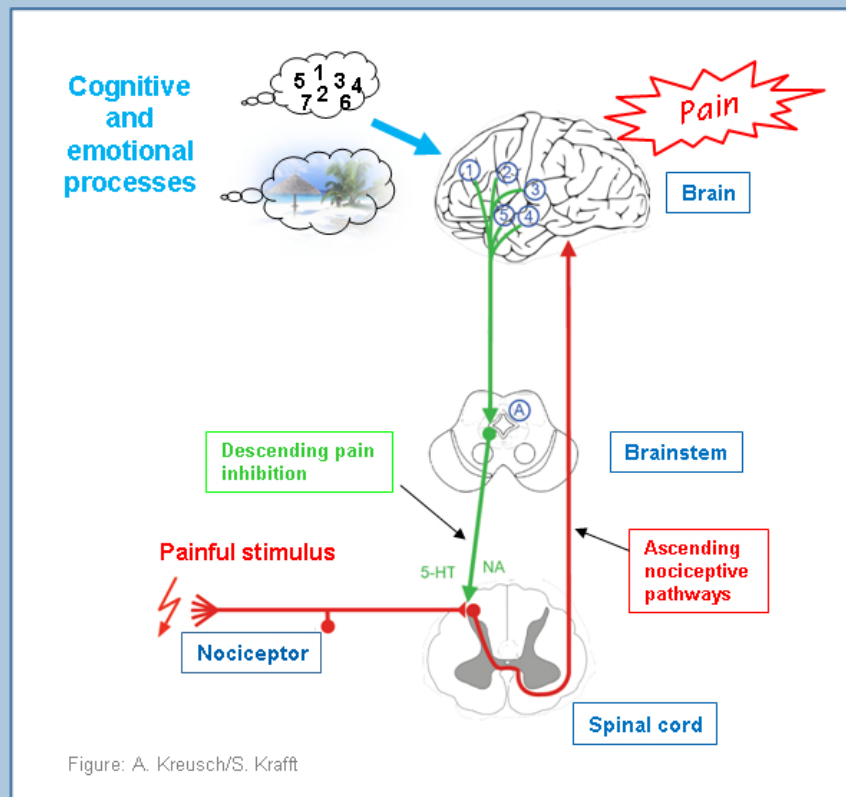 Cognitive
and
emotional
processes
5 1 3 4
7 2 6
Pain
1
2
3
5
4
Brain
A
Descending pain
inhibition
Brainstem
Painful stimulus
5-HT NA
Ascending
nociceptive
pathways
Nociceptor
Spinal cord
Figure: A. Kreusch/S. Krafft